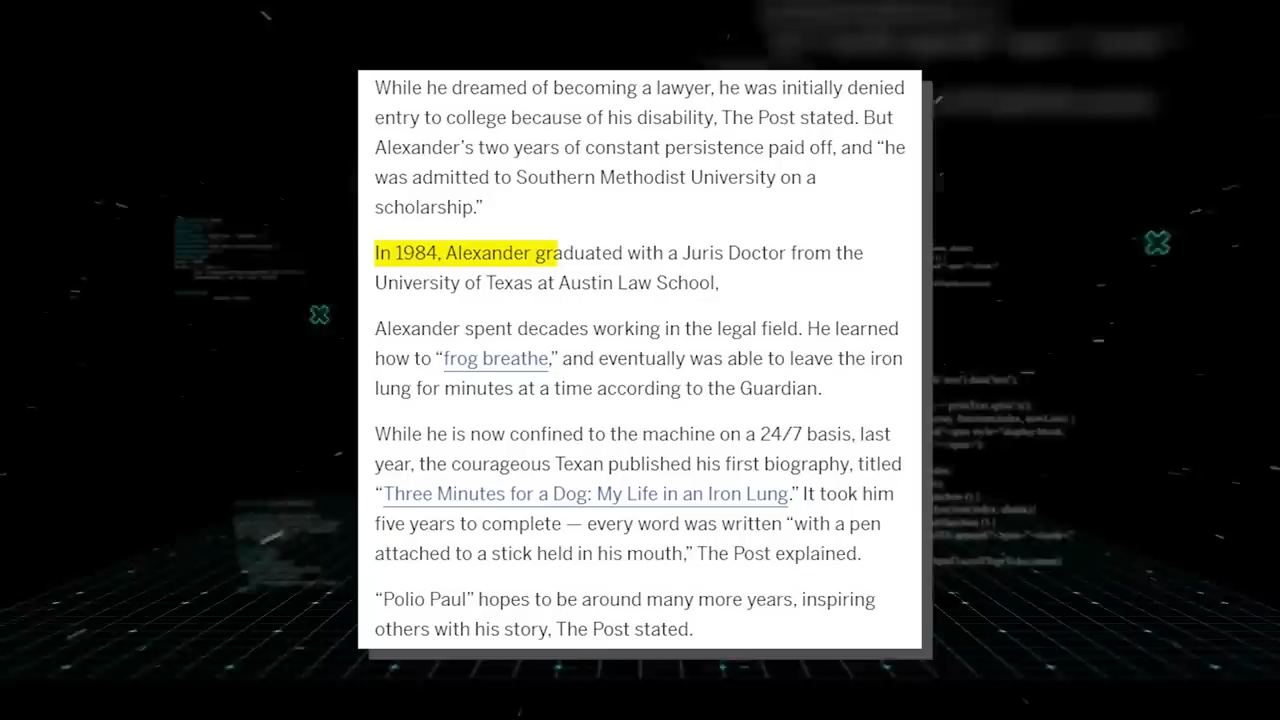 While he dreamed of becoming a lawyer, he was initially denied
entry to college because of his disability, The Post stated. But
Alexander’s two years of constant persistence paid off, and “he
was admitted to Southern Methodist University on a
scholarship.”
In 1984, Alexander graduated with a Juris Doctor from the
University of Texas at Austin Law School,
Alexander spent decades working in the legal field. He learned
how to “frog breathe,” and eventually was able to leave the iron
lung for minutes at a time according to the Guardian.
While he is now confined to the machine on a 24/7 basis, last
year, the courageous Texan published his first biography, titled
“Three Minutes for a Dog: My Life in an Iron Lung.” It took him
five years to complete — every word was written “with a pen
attached to a stick held in his mouth,” The Post explained.
“Polio Paul” hopes to be around many more years, inspiring
others with his story, The Post stated.